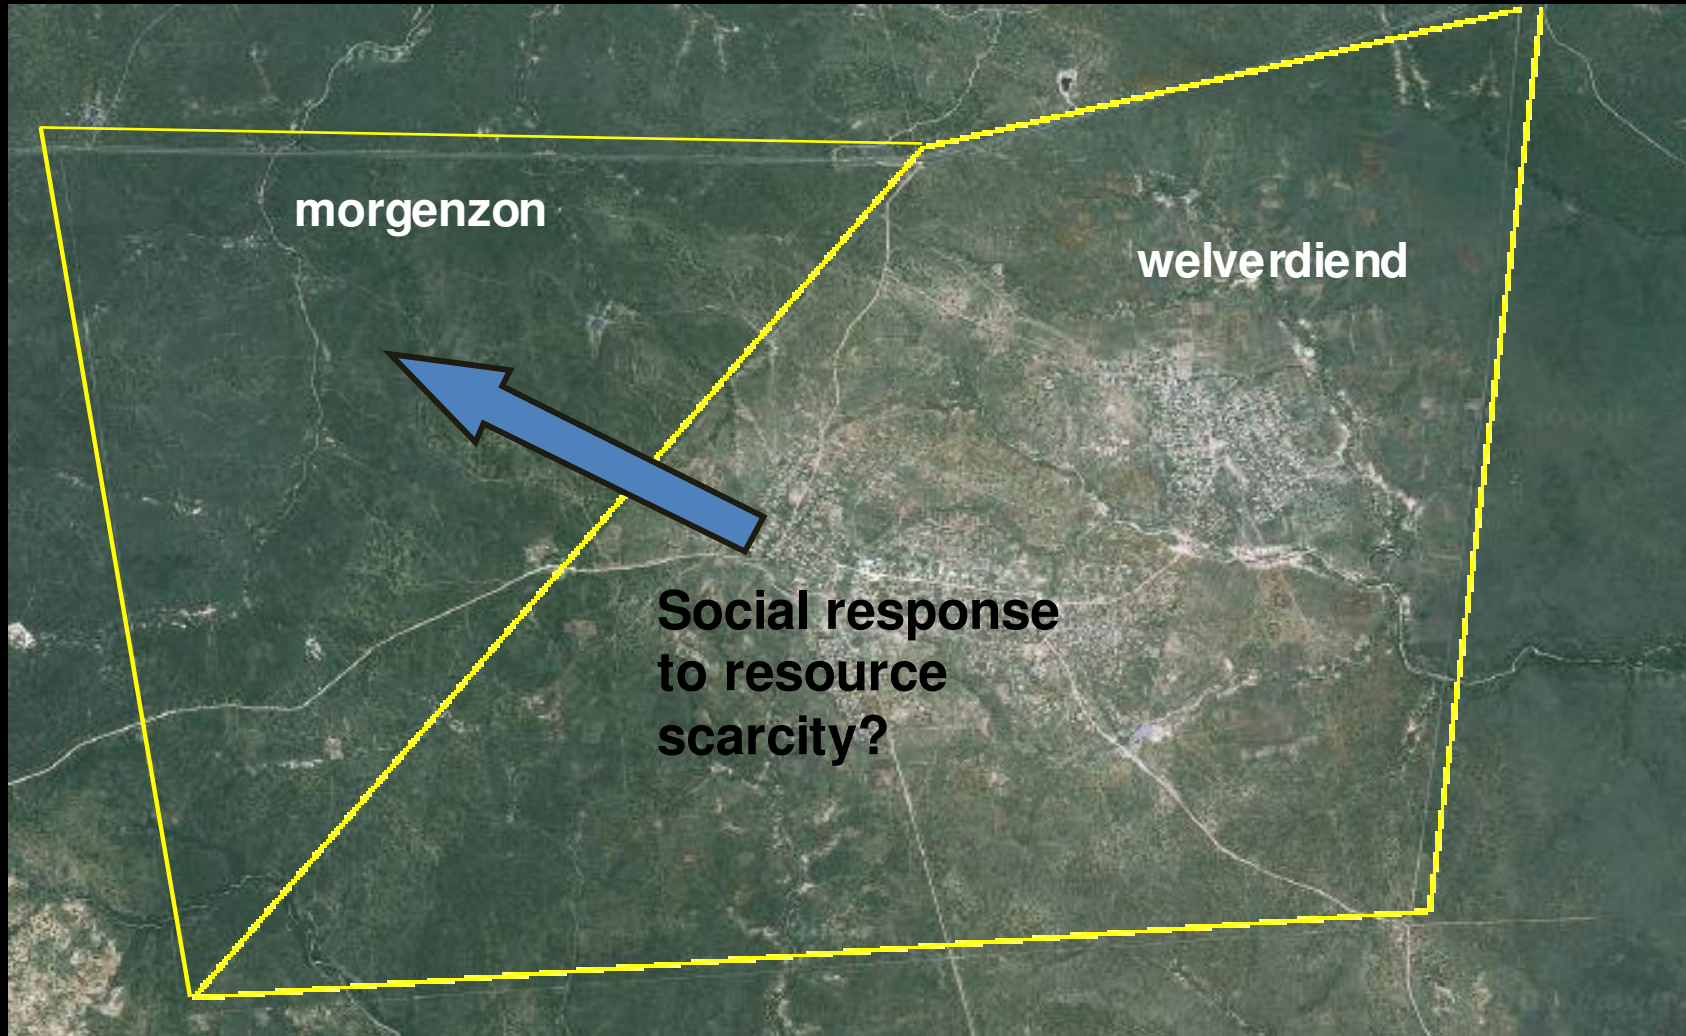 morgenzon
welverdiend
Social response
to resource
scarcity?